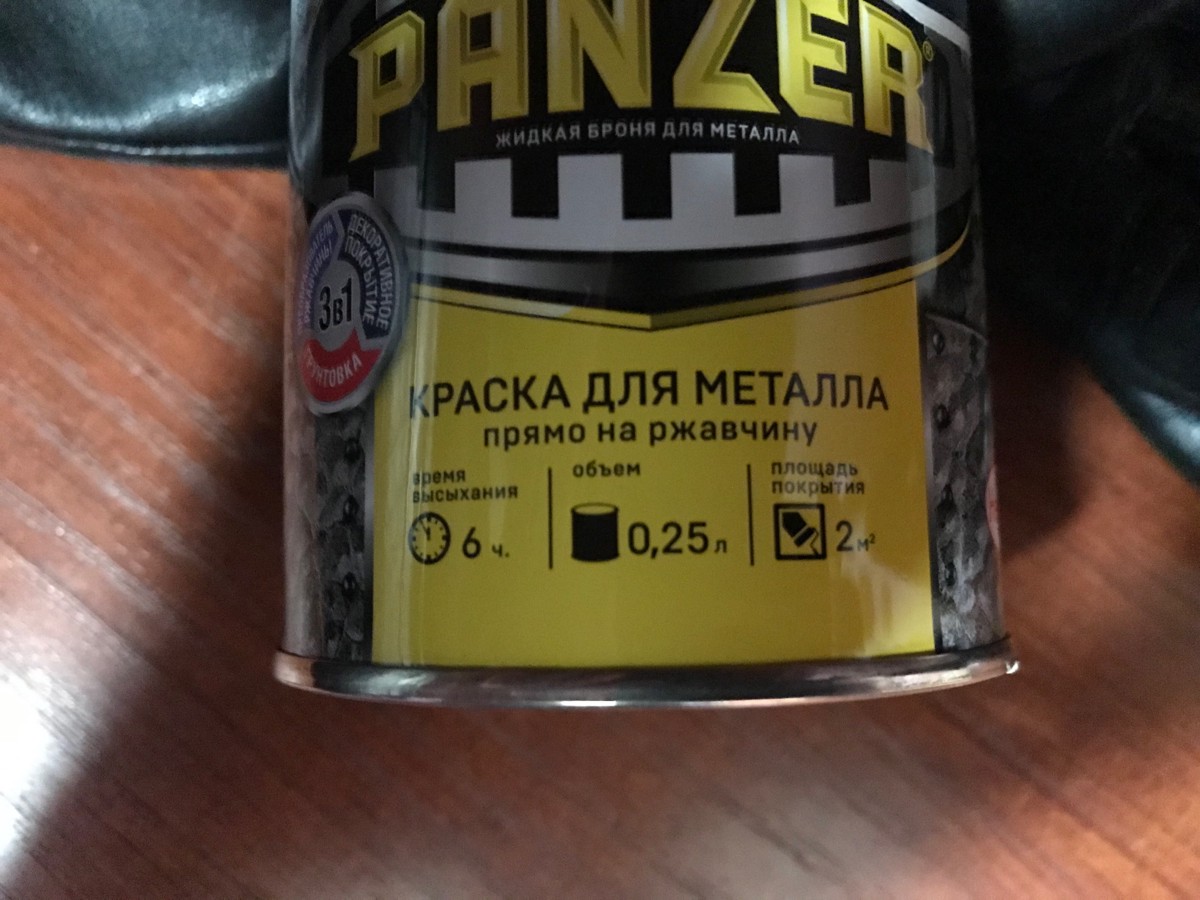 PANZER®
ЖИДКАЯ БРОНЯ ДЛЯ МЕТАЛЛА
ДЕКОРАТИВНОЕ
ПОКРЫТИЕ
РЖАВЧИНЫ
3в1
ГРУНТОВКА
КРАСКА ДЛЯ МЕТАЛЛА
прямо на ржавчину
время
высыхания
6 ч.
объем
0,25 л
площадь
покрытия
2 м²